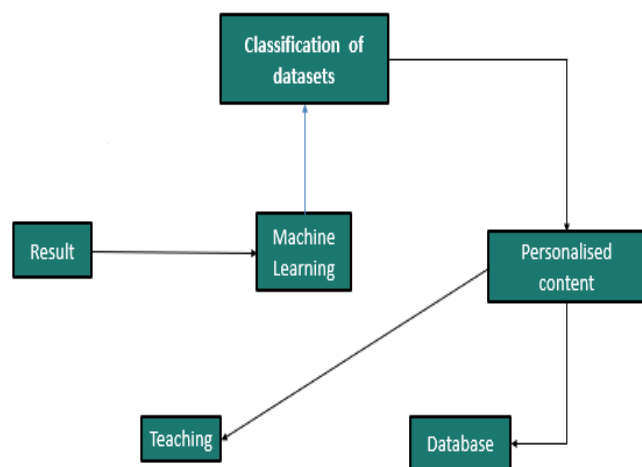 Classification of
datasets
Result
Machine
Learning
Personalised
content
Teaching
Database